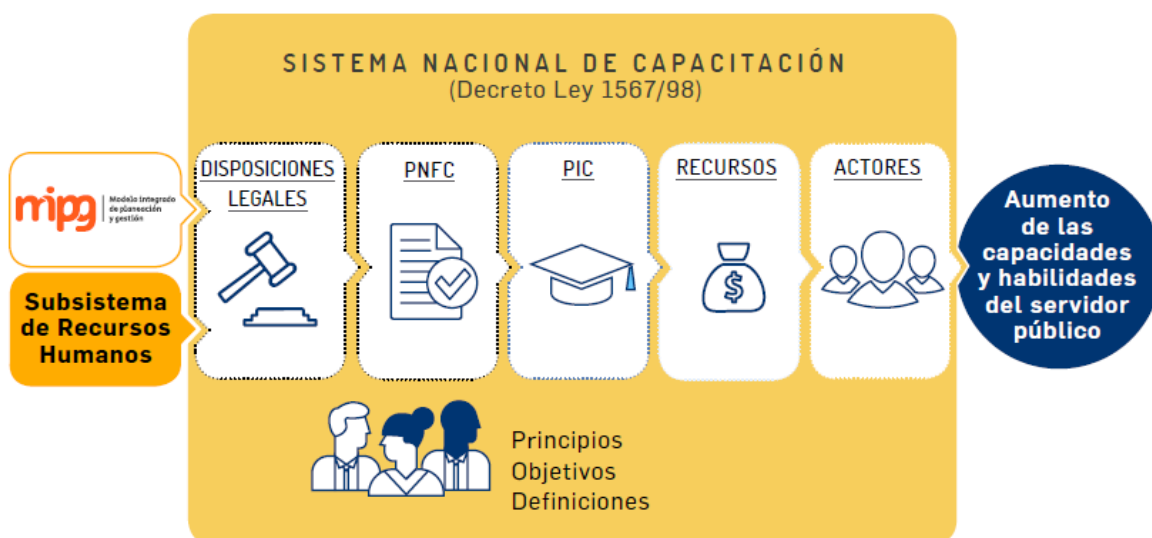 SISTEMA NACIONAL DE CAPACITACIÓN
(Decreto Ley 1567/98)
mipg
Modelo integrado
de planeación
y gestión
Subsistema
de Recursos
Humanos
DISPOSICIONES
LEGALES
PNFC
PIC
RECURSOS
$
ACTORES
Aumento
de las
capacidades
y habilidades
del servidor
público
Principios
Objetivos
Definiciones